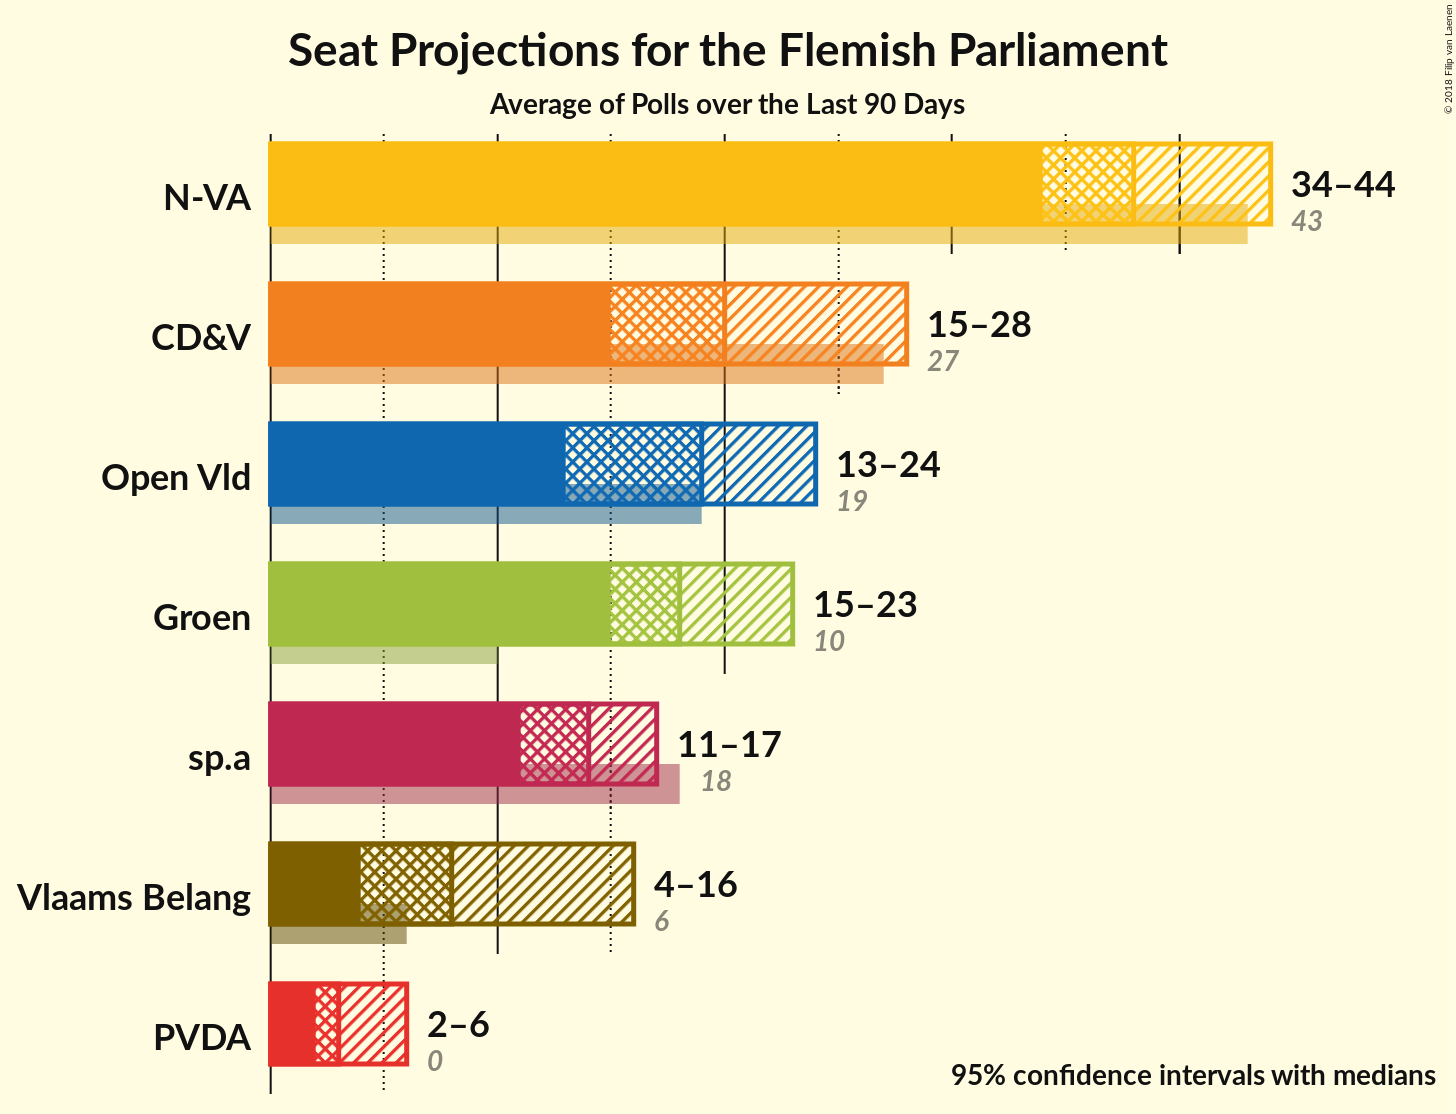 Seat Projections for the Flemish Parliament
Average of Polls over the Last 90 Days
© 2018 Filip van Laenen
N-VA
34–44
43
CD&V
15–28
27
Open Vld
13–24
19
Groen
15–23
10
sp.a
11–17
18
Vlaams Belang
4–16
6
PVDA
2–6
0
95% confidence intervals with medians